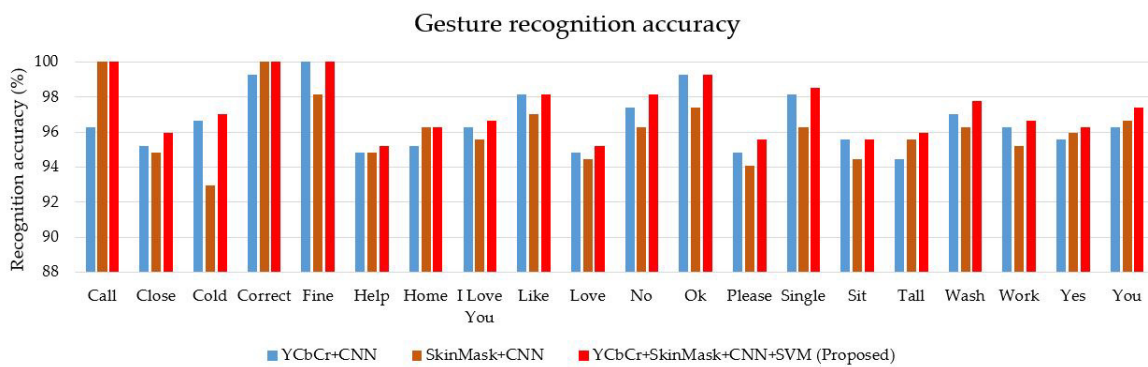 Gesture recognition accuracy
Recognition accuracy (%)
100
98
96
94
92
90
88
Call Close Cold Correct Fine Help Home I Love You Like Love No Ok Please Single Sit Tall Wash Work Yes You
YCbCr+CNN SkinMask+CNN YCbCr+SkinMask+CNN+SVM (Proposed)